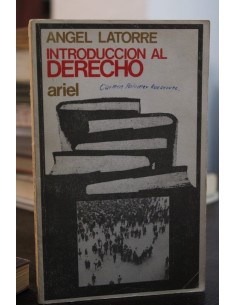 ANGEL LATORRE
INTRODUCCION AL
DERECHO
ariel